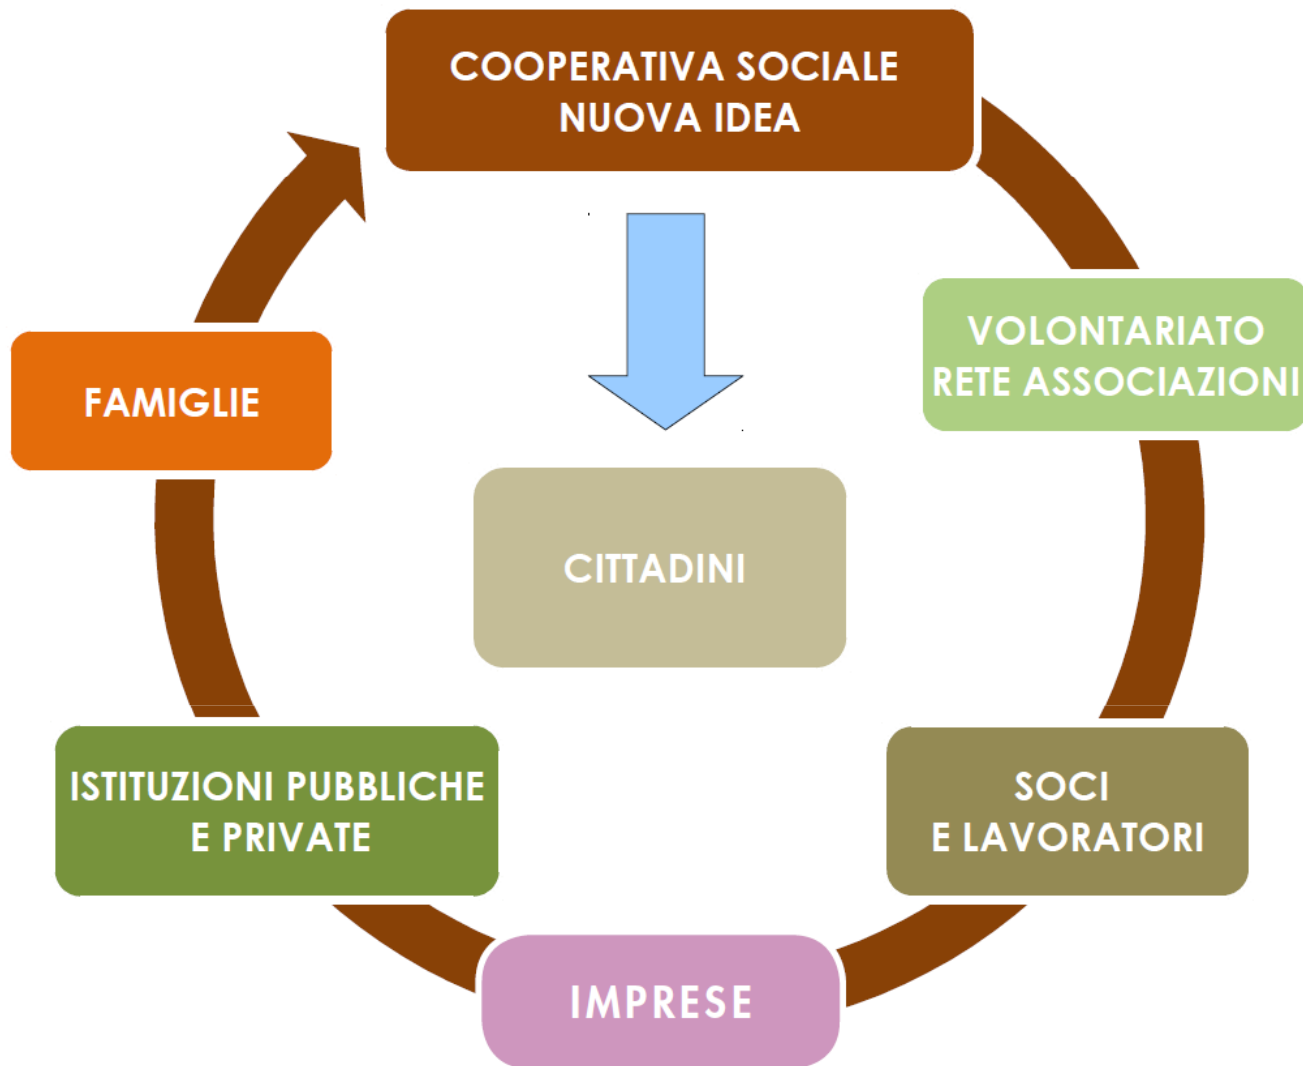 COOPERATIVA SOCIALE
NUOVA IDEA
VOLONTARIATO
RETE ASSOCIAZIONI
FAMIGLIE
CITTADINI
ISTITUZIONI PUBBLICHE
E PRIVATE
SOCI
E LAVORATORI
IMPRESE